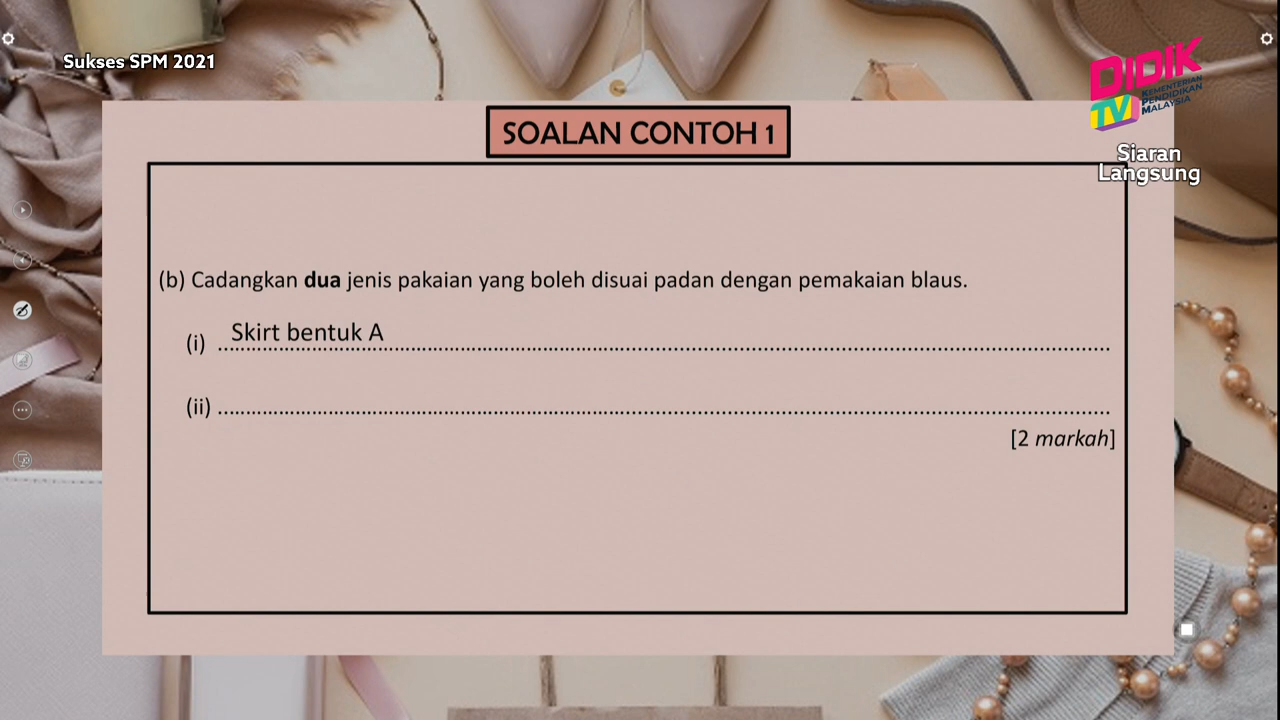 Sukses SPM 2021
DIDIK
TV
KEMENTERIAN
PENDIDIKAN
MALAYSIA
Siaran
Langsung
SOALAN CONTOH 1
(b) Cadangkan dua jenis pakaian yang boleh disuai padan dengan pemakaian blaus.
(i) Skirt bentuk A
(ii)
[2 markah]